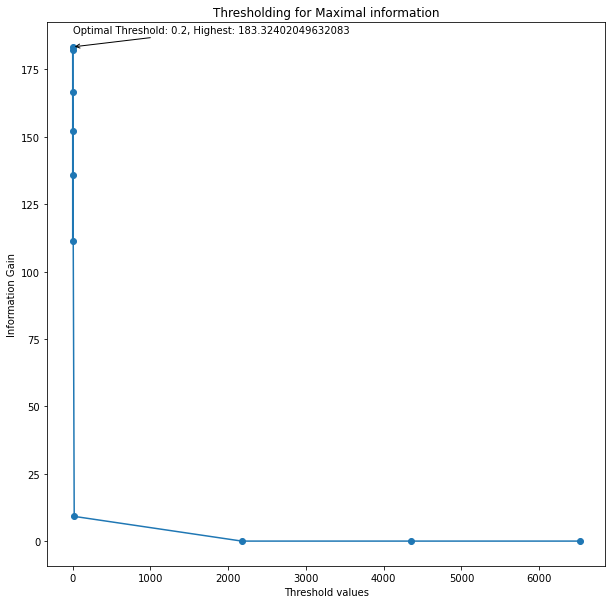 Thresholding for Maximal information
Optimal Threshold: 0.2, Highest: 183.32402049632083
175
150
125
100
75
50
25
0
Information Gain
0 1000 2000 3000 4000 5000 6000
Threshold values